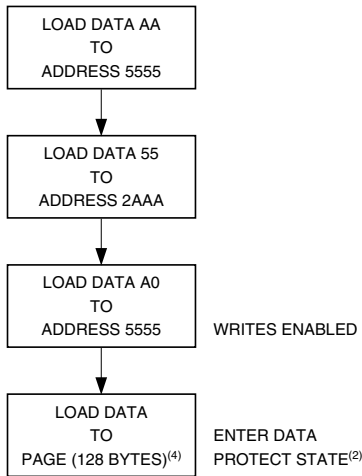 LOAD DATA AA
TO
ADDRESS 5555
LOAD DATA 55
TO
ADDRESS 2AAA
LOAD DATA A0
TO
ADDRESS 5555
WRITES ENABLED
LOAD DATA
TO
PAGE (128 BYTES)(4)
ENTER DATA
PROTECT STATE(2)